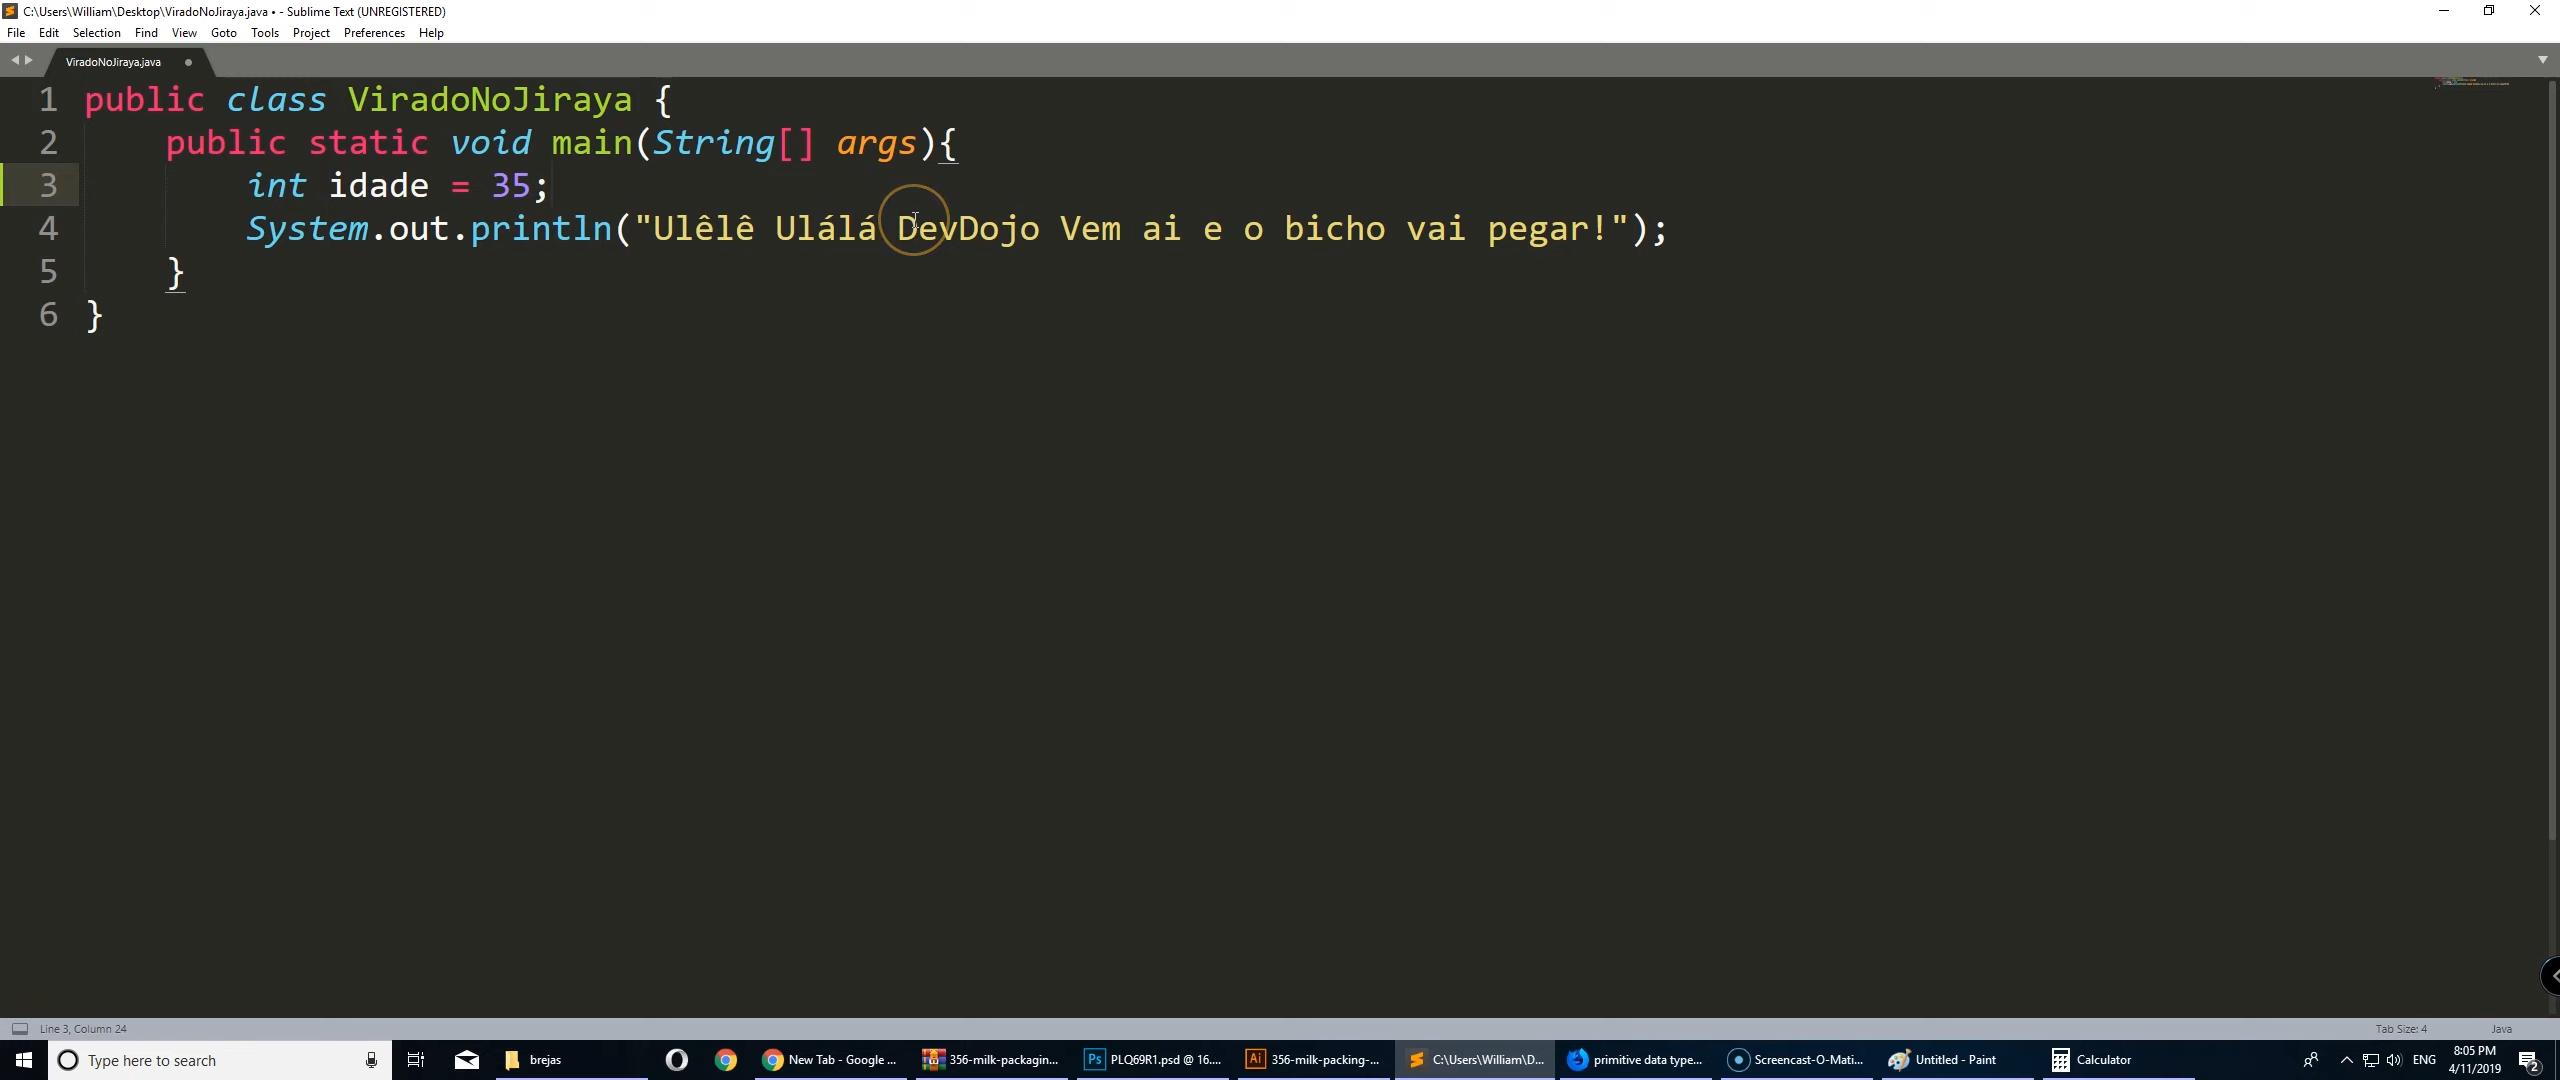 C:\Users\William\Desktop\ViradoNoJiraya.java • - Sublime Text (UNREGISTERED)
File Edit Selection Find View Goto Tools Project Preferences Help
ViradoNoJiraya.java
1 public class ViradoNoJiraya {
2 public static void main(String[] args){
3 int idade = 35;
4 System.out.println("Ulêlê Ulálá DevDojo Vem ai e o bicho vai pegar!");
5 }
6 }
Line 3, Column 24 Tab Size: 4 Java
Type here to search brejas New Tab - Google ... 356-milk-packagin... Ps PLQ69R1.psd @ 16.... Ai 356-milk-packing-... C:\Users\William\D... primitive data type... Screencast-O-Mati... Untitled - Paint Calculator ENG 8:05 PM
4/11/2019 2